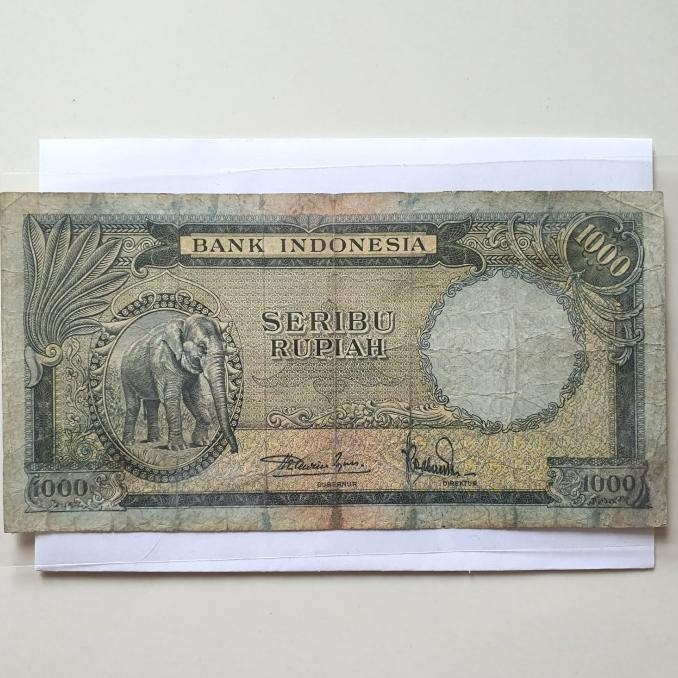 BANK INDONESIA
1000
SERIBU
RUPIAH
GUBERNUR
DIREKTUR
1000
1000